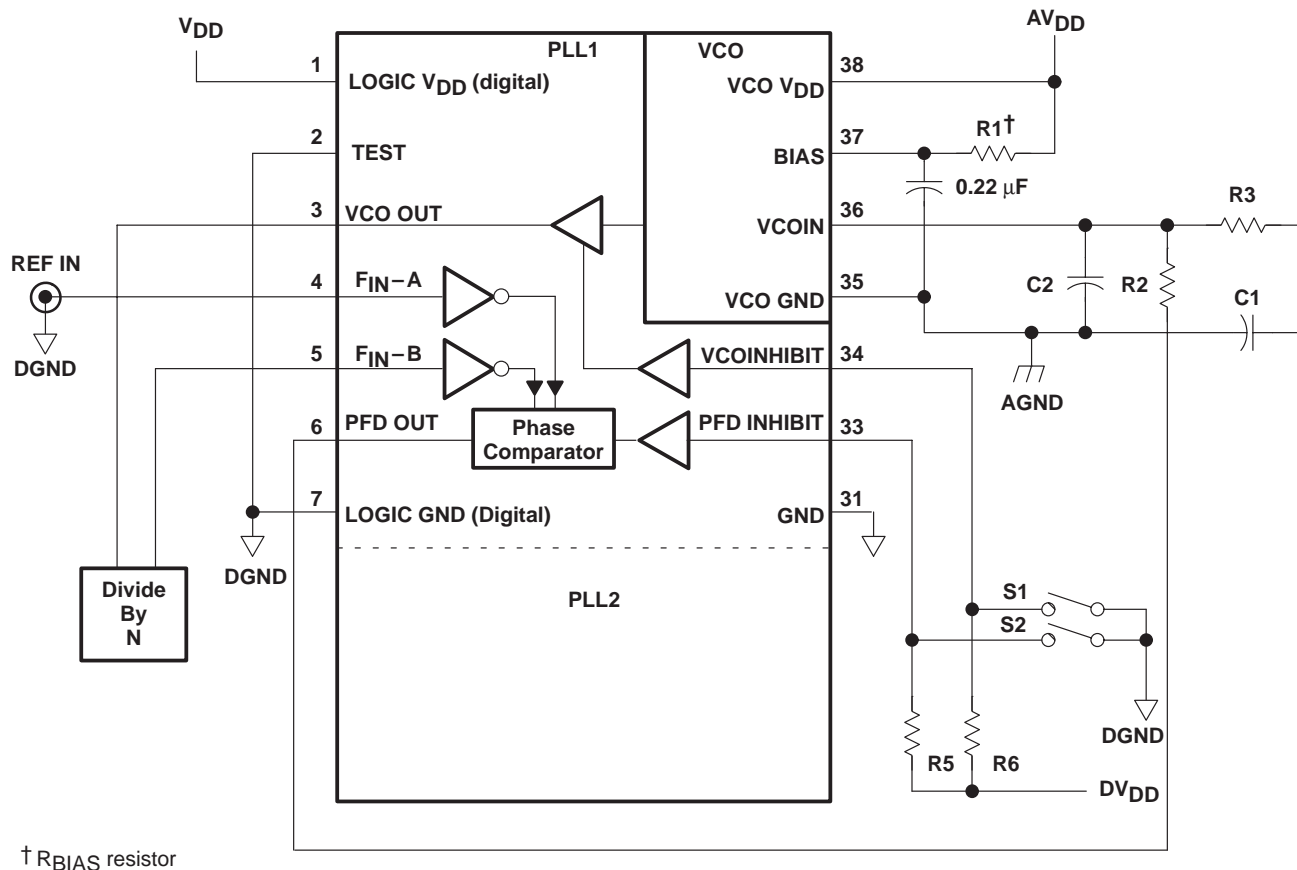 VDD
PLL1
VCO
AVDD
1
LOGIC VDD (digital)
VCO VDD
38
2
TEST
BIAS
37
R1†
0.22 μF
3
VCO OUT
VCOIN
36
R3
REF IN
4
FIN−A
VCO GND
35
C2
R2
C1
DGND
5
FIN−B
VCOINHIBIT
34
AGND
6
PFD OUT
Phase
Comparator
PFD INHIBIT
33
7
LOGIC GND (Digital)
GND
31
DGND
Divide
By
N
PLL2
S1
S2
DGND
R5
R6
DVDD
† RBIAS resistor